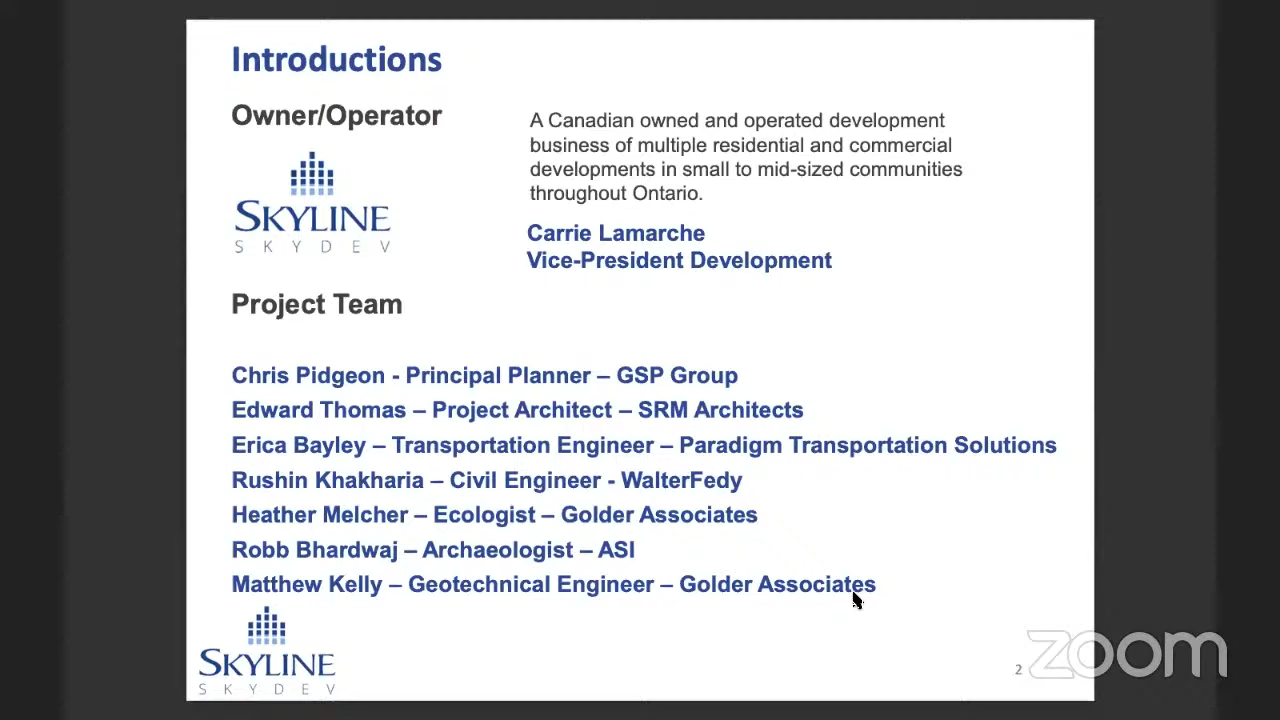 Introductions
Owner/Operator
A Canadian owned and operated development
business of multiple residential and commercial
developments in small to mid-sized communities
throughout Ontario.
SKYLINE
SKYDEV
Carrie Lamarche
Vice-President Development
Project Team
Chris Pidgeon - Principal Planner – GSP Group
Edward Thomas – Project Architect – SRM Architects
Erica Bayley – Transportation Engineer – Paradigm Transportation Solutions
Rushin Khakharia – Civil Engineer - WalterFedy
Heather Melcher – Ecologist – Golder Associates
Robb Bhardwaj – Archaeologist – ASI
Matthew Kelly – Geotechnical Engineer – Golder Associates
SKYLINE
SKYDEV
2
zoom